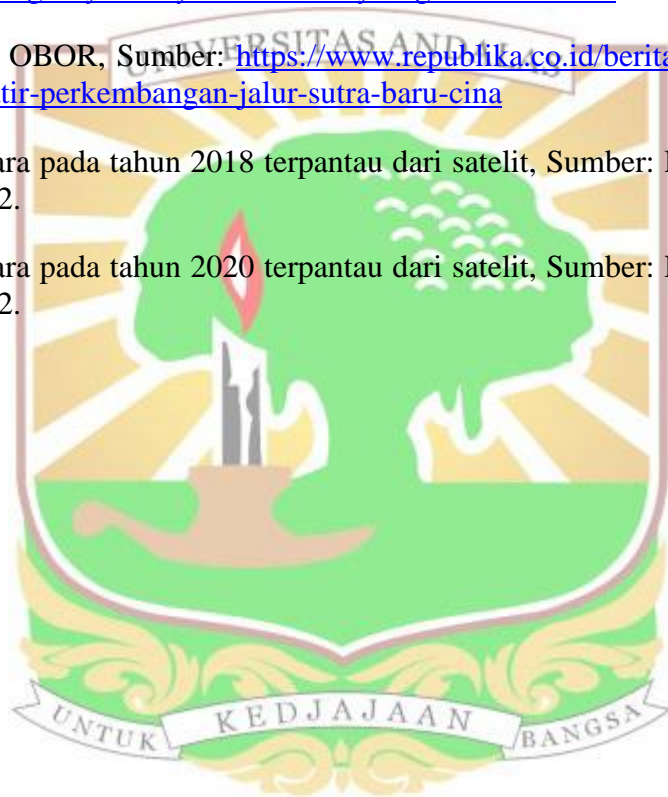 UNIVERSITAS ANDALAS
OBOR, Sumber: https://www.republika.co.id/berita
tir-perkembangan-jalur-sutra-baru-cina
ara pada tahun 2018 terpantau dari satelit, Sumber:
2.
ara pada tahun 2020 terpantau dari satelit, Sumber:
2.
UNTUK KEDJAJAAN BANGSA